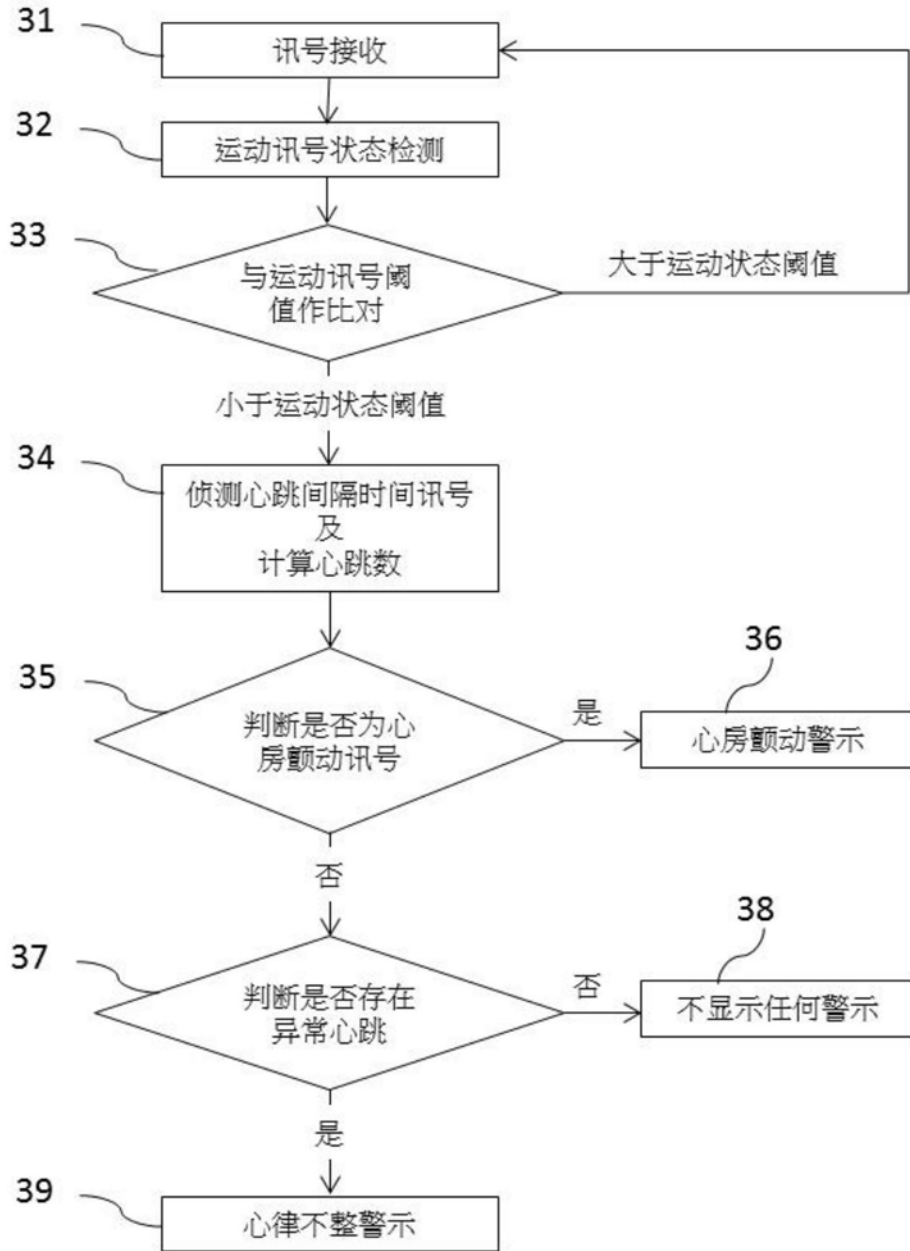 31
讯号接收
32
运动讯号状态检测
33
与运动讯号阈
值作比对
大于运动状态阈值
小于运动状态阈值
34
侦测心跳间隔时间讯号
及
计算心跳数
35
判断是否为心
房颤动讯号
是
36
心房颤动警示
否
37
判断是否存在
异常心跳
否
38
不显示任何警示
是
39
心律不整警示